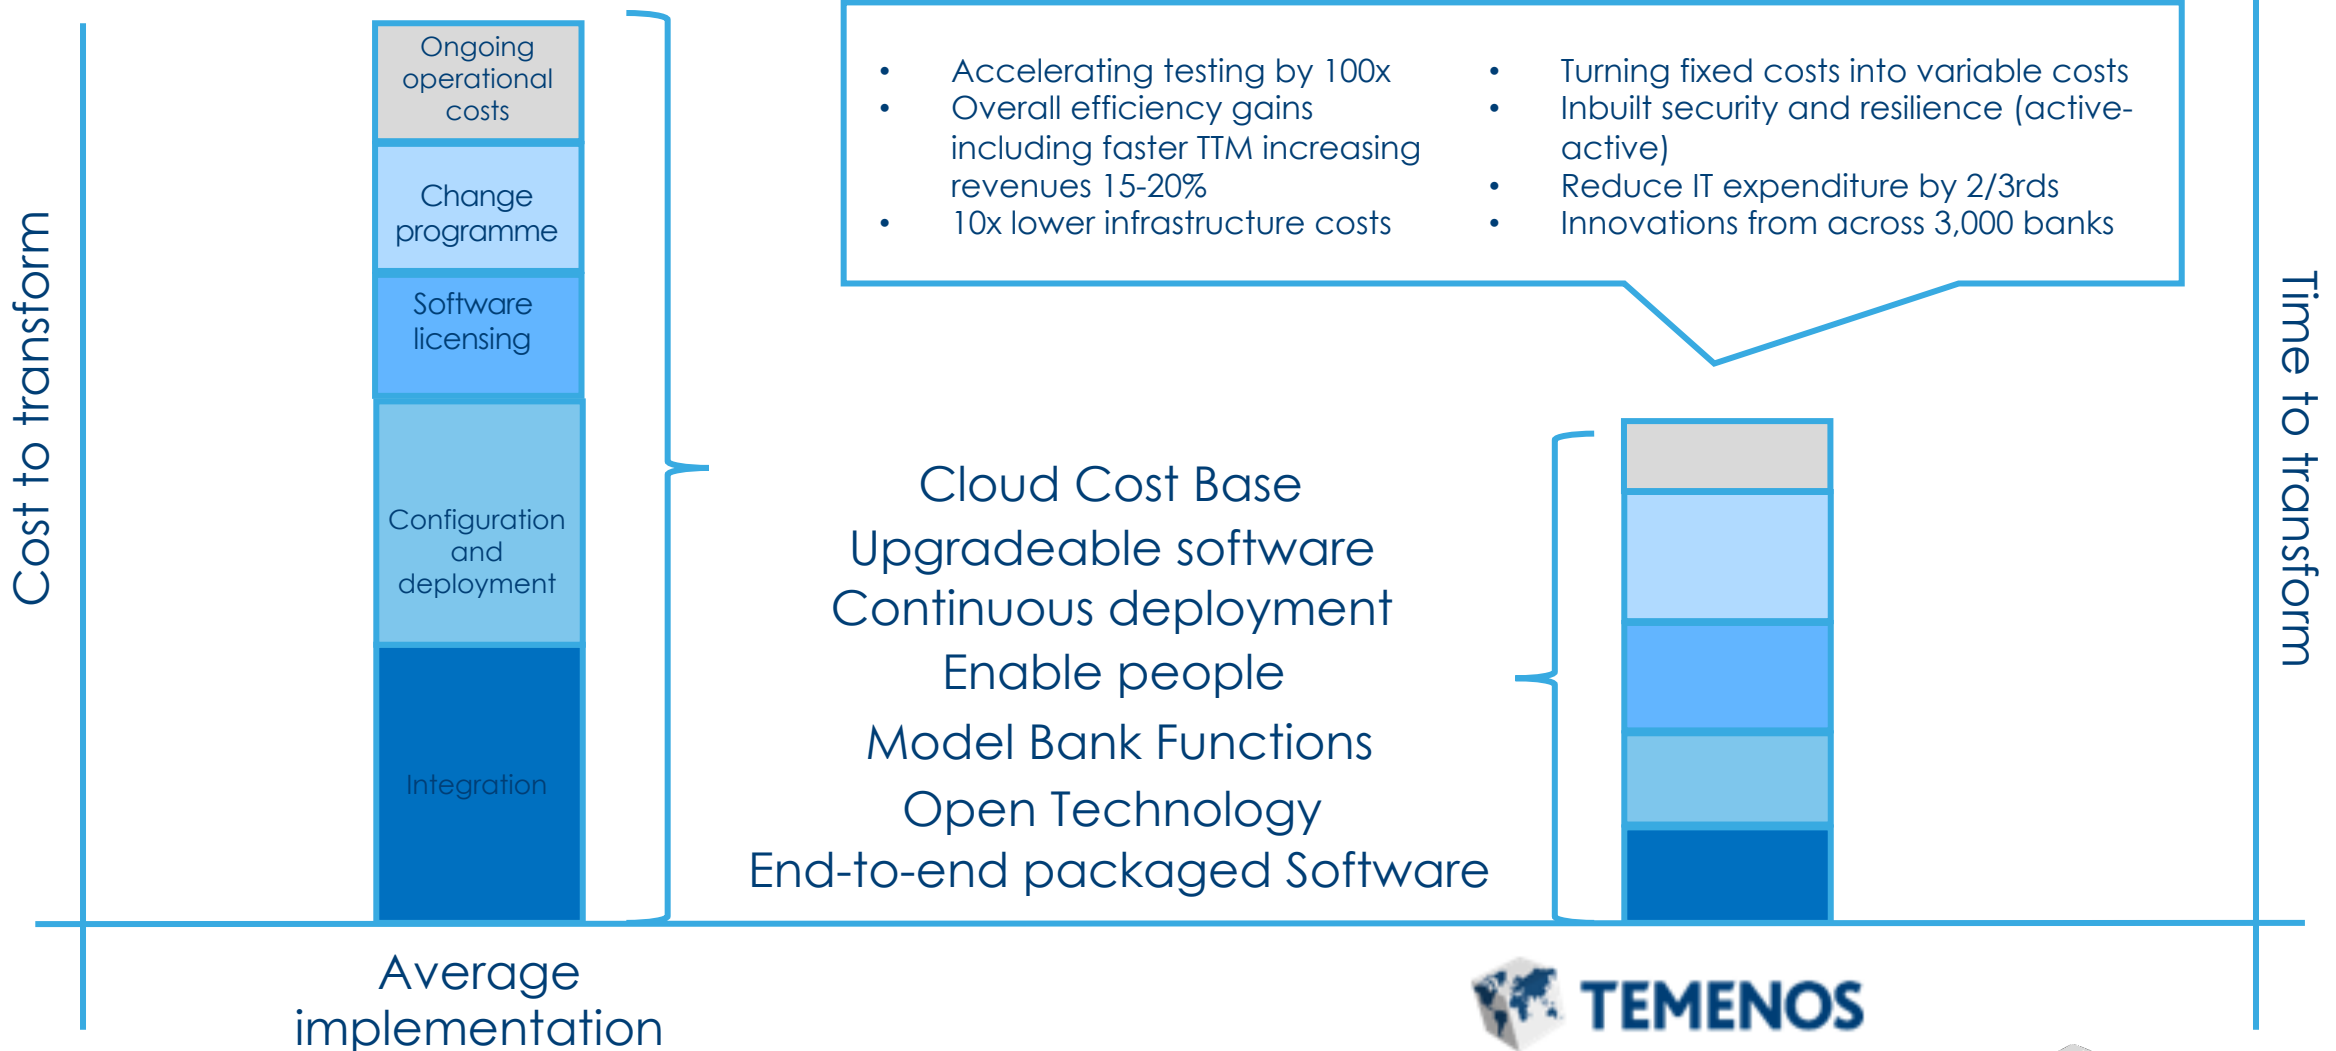 Cost to transform
Ongoing
operational
costs
Change
programme
Software
licensing
Configuration
and
deployment
Integration
Average
implementation
• Accelerating testing by 100x
• Overall efficiency gains
including faster TTM increasing
revenues 15-20%
• 10x lower infrastructure costs
• Turning fixed costs into variable costs
• Inbuilt security and resilience (active-
active)
• Reduce IT expenditure by 2/3rds
• Innovations from across 3,000 banks
Cloud Cost Base
Upgradeable software
Continuous deployment
Enable people
Model Bank Functions
Open Technology
End-to-end packaged Software
TEMENOS
Time to transform